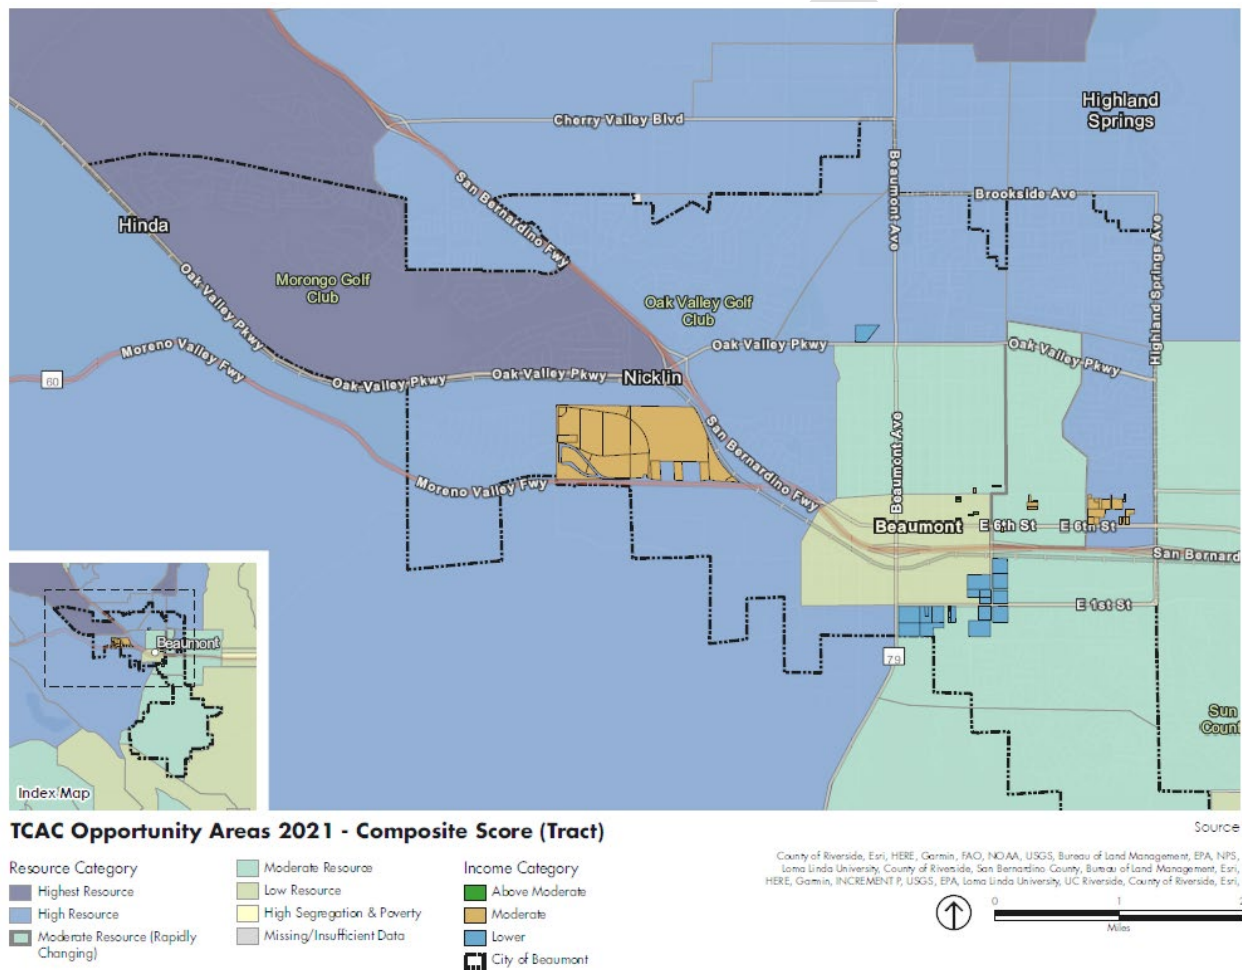 Cherry Valley Blvd
Highland
Springs
Beaumont Ave
San Bernardino Fwy
Brookside Ave
Highland Springs Ave
Hinda
Morongo Golf
Club
Oak Valley Golf
Club
Oak Valley Pkwy
Moreno Valley Fwy
Oak Valley Pkwy
Oak Valley Pkwy
Oak Valley Pkwy
Oak Valley Pkwy
60
Nicklin
San Bernardino Fwy
Beaumont Ave
Moreno Valley Fwy
Beaumont
E 6th St
E 6th St
San Bernard
E 1st St
79
Sun
Count
Beaumont
Index Map
TCAC Opportunity Areas 2021 - Composite Score (Tract)
Source
Resource Category
Highest Resource
High Resource
Moderate Resource (Rapidly
Changing)
Moderate Resource
Low Resource
High Segregation & Poverty
Missing/Insufficient Data
Income Category
Above Moderate
Moderate
Lower
City of Beaumont
County of Riverside, Esri, HERE, Garmin, FAO, NOAA, USGS, Bureau of Land Management, EPA, NPS,
Loma Linda University, County of Riverside, San Bernardino County, Bureau of Land Management, Esri,
HERE, Garmin, INCREMENT P, USGS, EPA, Loma Linda University, UC Riverside, County of Riverside, Esri,
0 1 2
Miles